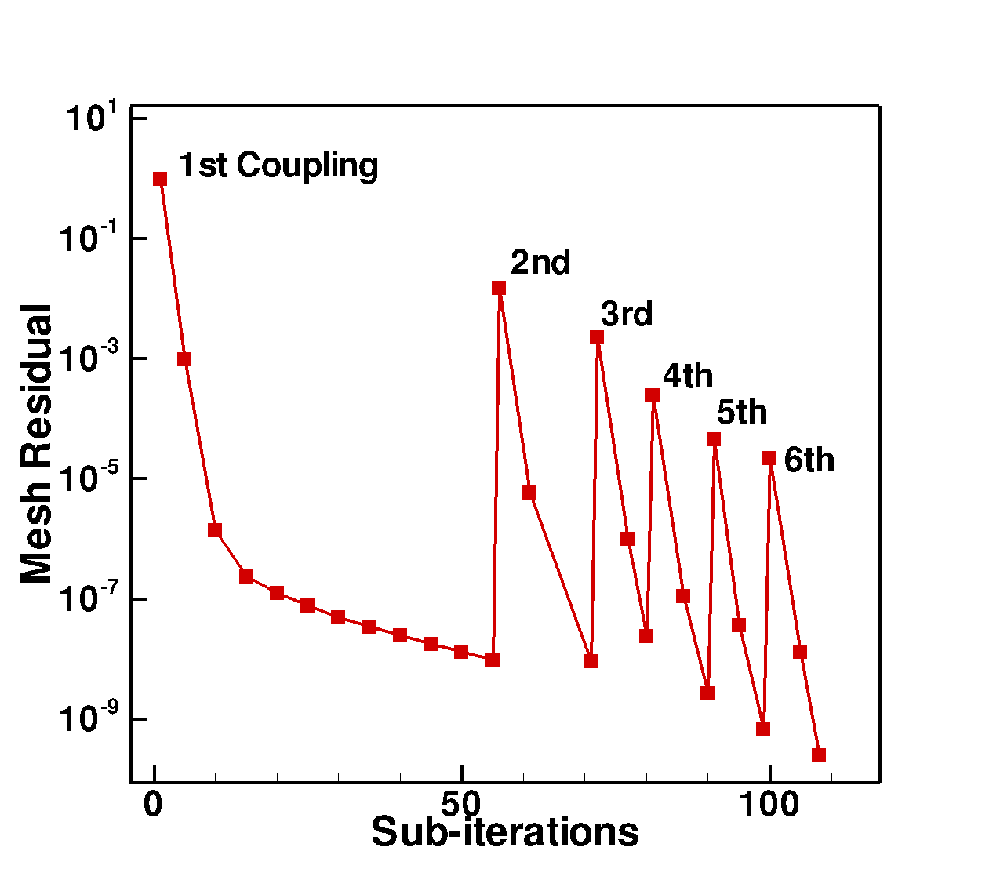 10^1
1st Coupling
10^-1
2nd
3rd
10^-3
4th
5th
6th
10^-5
10^-7
10^-9
Mesh Residual
0 50 100
Sub-iterations